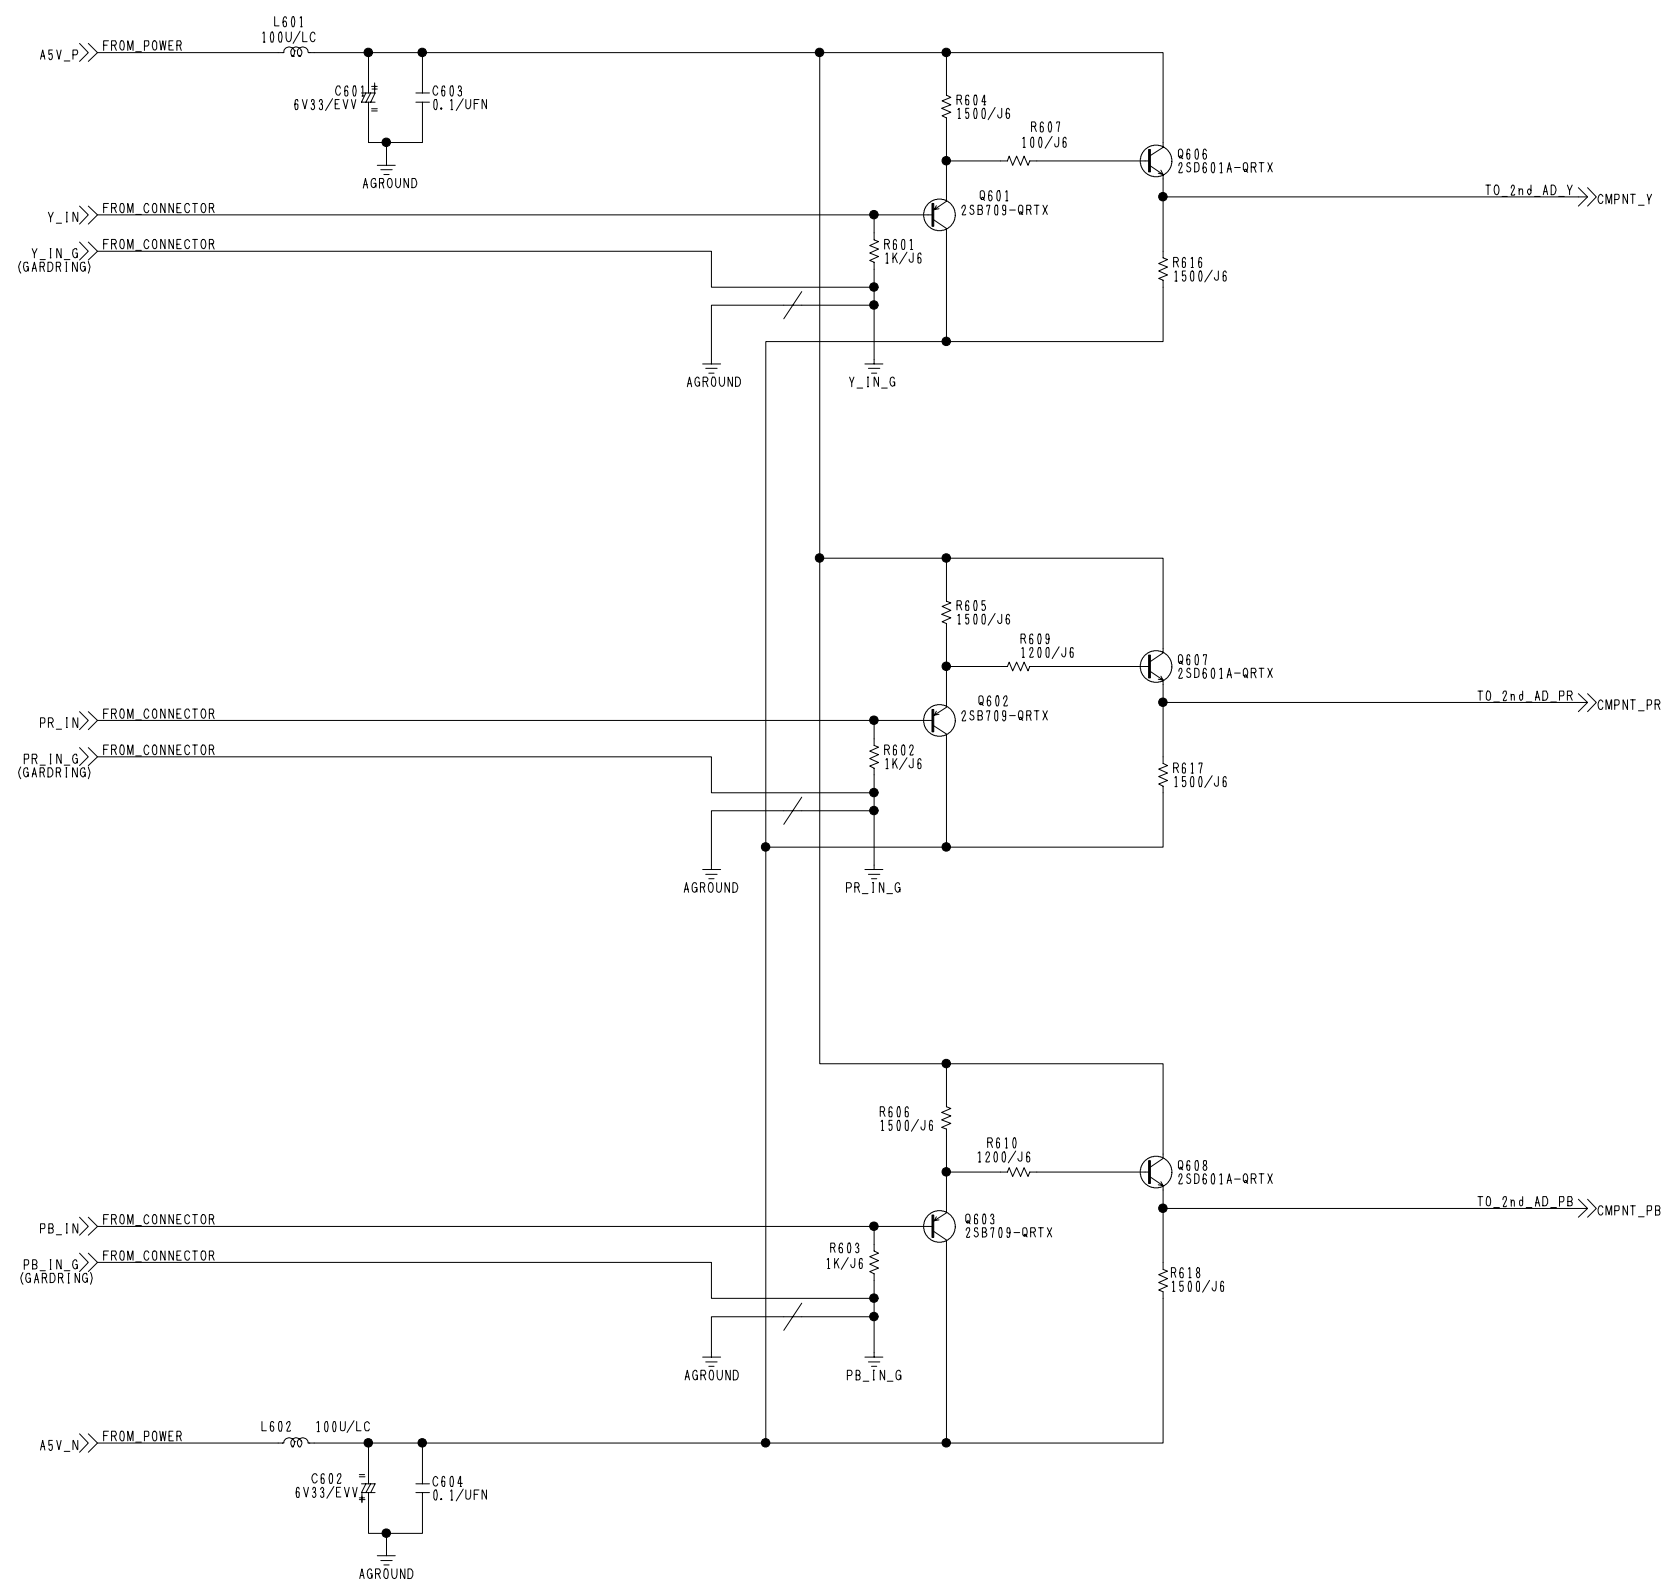 L601
100U/LC
A5V_P
FROM_POWER
C601
6V33/EVV
+
=
C603
0.1/UFN
AGROUND
R604
1500/J6
R607
100/J6
Q606
2SD601A-QRTX
TO_2nd_AD_Y
CMPNT_Y
Y_IN
FROM_CONNECTOR
Q601
2SB709-QRTX
Y_IN_G
(GARDRING)
FROM_CONNECTOR
R601
1K/J6
R616
1500/J6
AGROUND
Y_IN_G
R605
1500/J6
R609
1200/J6
Q607
2SD601A-QRTX
TO_2nd_AD_PR
CMPNT_PR
PR_IN
FROM_CONNECTOR
Q602
2SB709-QRTX
PR_IN_G
(GARDRING)
FROM_CONNECTOR
R602
1K/J6
R617
1500/J6
AGROUND
PR_IN_G
R606
1500/J6
R610
1200/J6
Q608
2SD601A-QRTX
TO_2nd_AD_PB
CMPNT_PB
PB_IN
FROM_CONNECTOR
Q603
2SB709-QRTX
PB_IN_G
(GARDRING)
FROM_CONNECTOR
R603
1K/J6
R618
1500/J6
AGROUND
PB_IN_G
L602 100U/LC
A5V_N
FROM_POWER
C602
6V33/EVV
=
+
C604
0.1/UFN
AGROUND